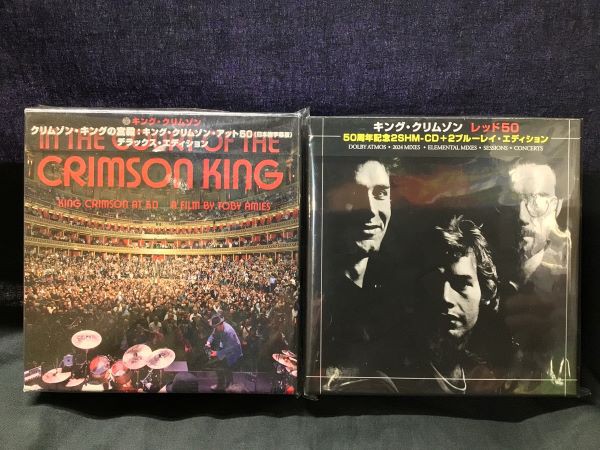 キング・クリムゾン
クリムゾン・キングの宮殿：キング・クリムゾン・アット50(日本語字幕版)
デラックス・エディション
IN THE COURT OF THE
CRIMSON KING
KING CRIMSON AT 50 A FILM BY TOBY AMIES
キング・クリムゾン レッド50
50周年記念2SHM-CD+2ブルーレイ・エディション
DOLBY ATMOS • 2024 MIXES • ELEMENTAL MIXES • SESSIONS • CONCERTS